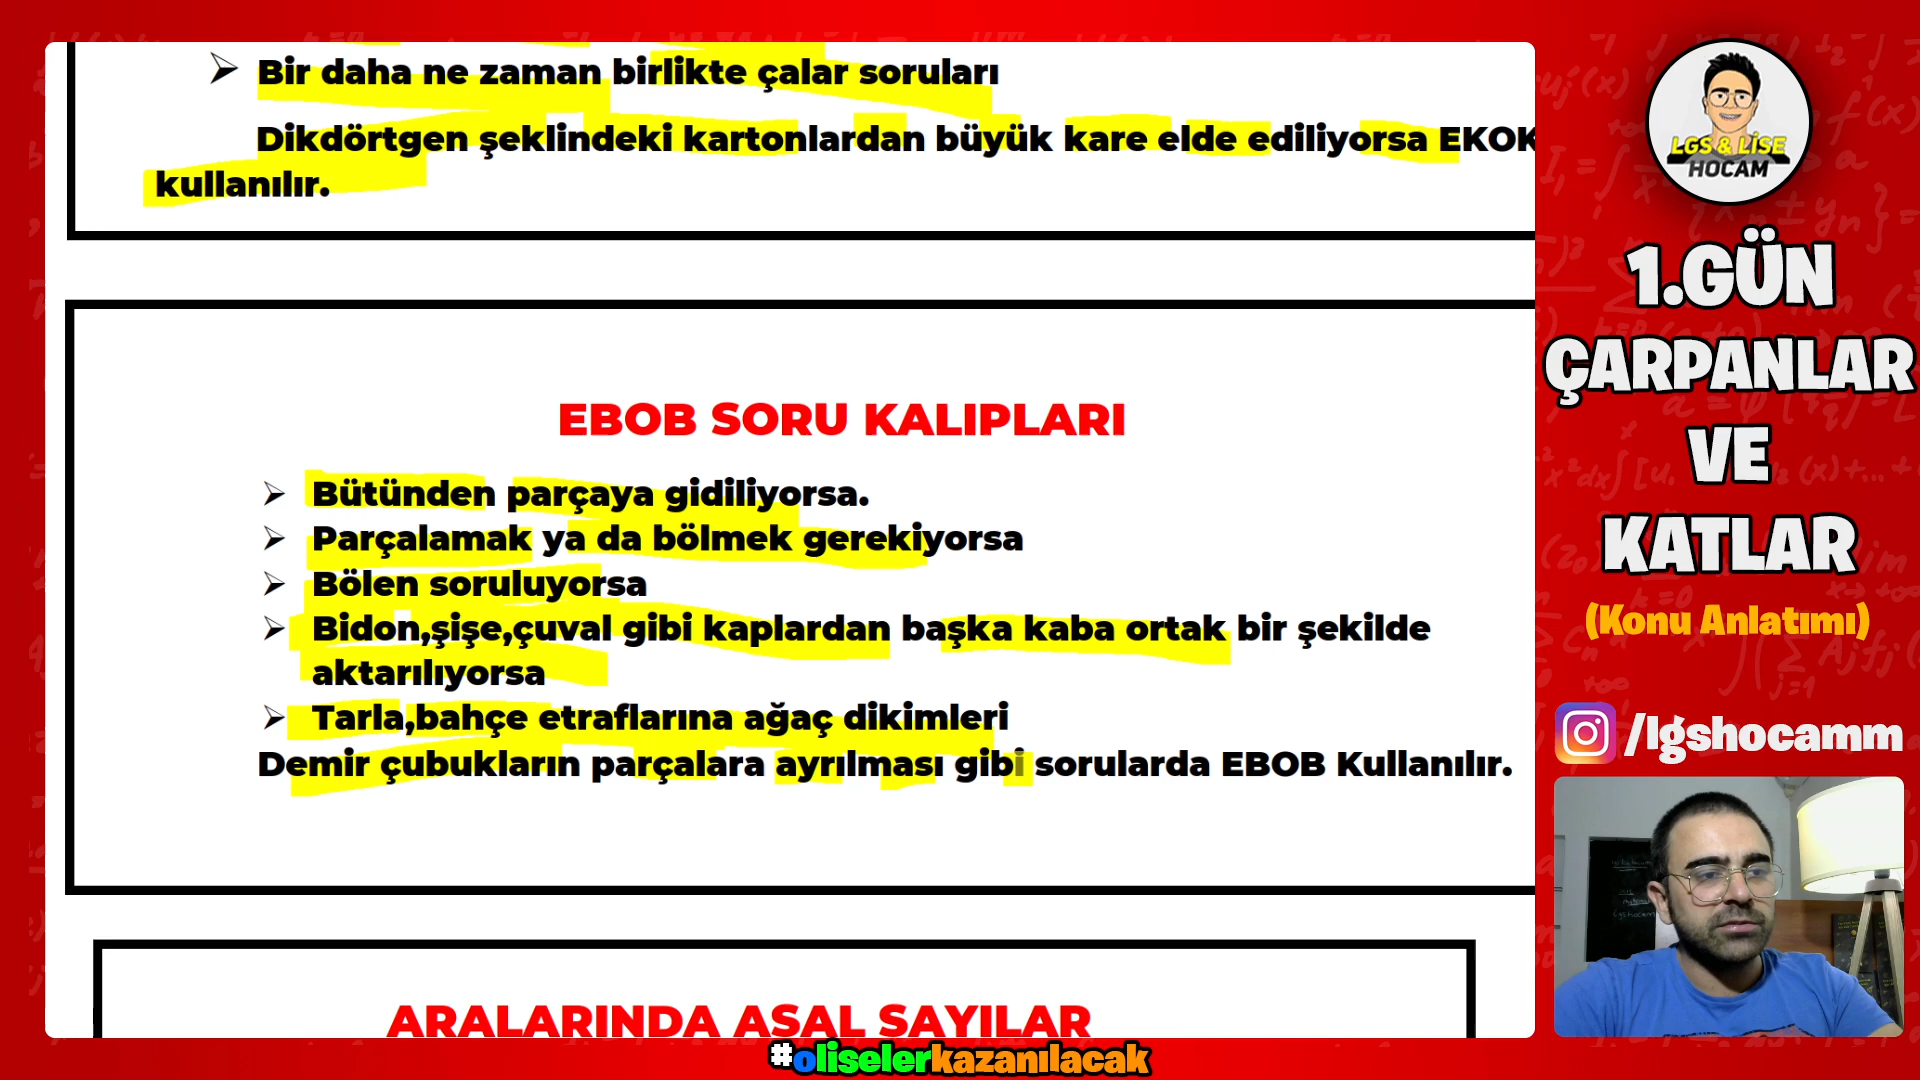 Bir daha ne zaman birlikte çalar soruları
Dikdörtgen şeklindeki kartonlardan büyük kare elde ediliyorsa EKOK
kullanılır.
EBOB SORU KALIPLARI
Bütünden parçaya gidiliyorsa.
Parçalamak ya da bölmek gerekiyorsa
Bölen soruluyorsa
Bidon,şişe,çuval gibi kaplardan başka kaba ortak bir şekilde
aktarılıyorsa
Tarla,bahçe etraflarına ağaç dikimleri
Demir çubukların parçalara ayrılması gibi sorularda EBOB Kullanılır.
ARALARINDA ASAL SAYILAR
LGS & LİSE
HOCAM
1.GÜN
ÇARPANLAR
VE
KATLAR
(Konu Anlatımı)
/lgshocamm
#oliselerkazanılacak